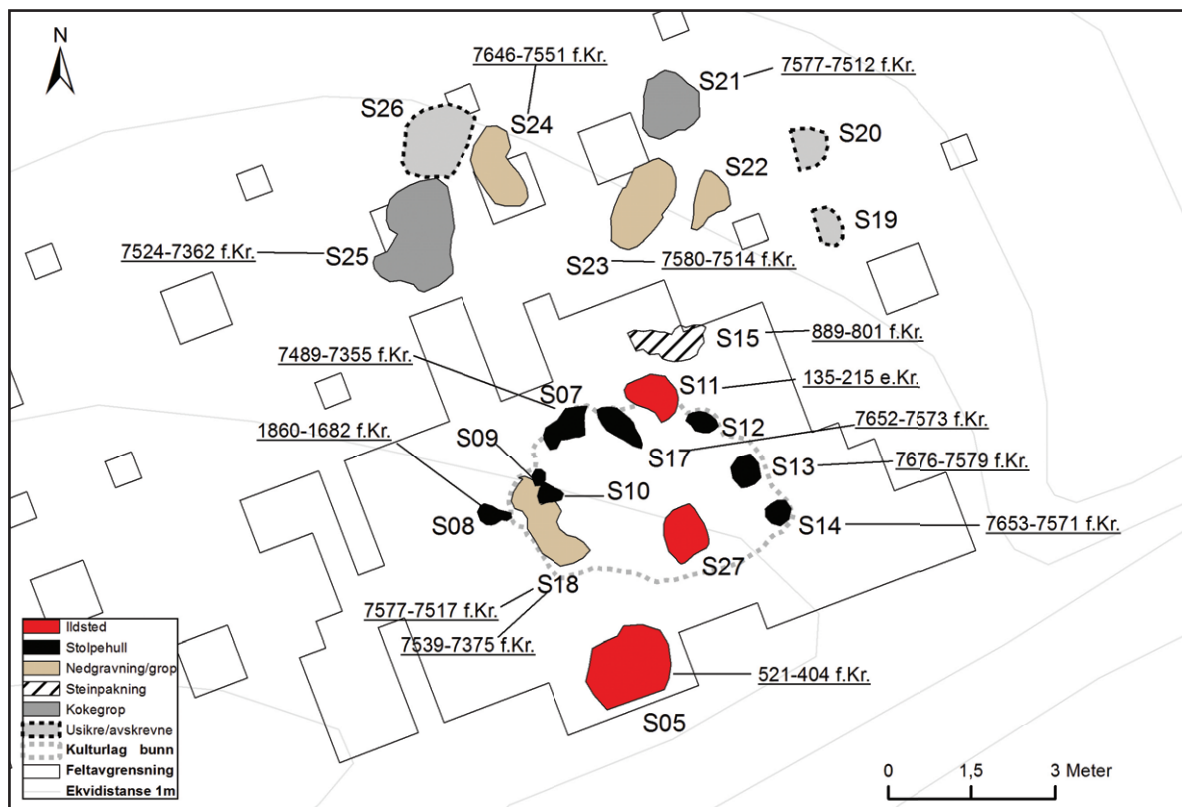 N
7646-7551 f.Kr.
7577-7512 f.Kr.
S21
S26
S24
S20
S22
S19
7524-7362 f.Kr.
S25
S23
7580-7514 f.Kr.
S15
889-801 f.Kr.
7489-7355 f.Kr.
S07
S11
135-215 e.Kr.
1860-1682 f.Kr.
S09
S12
7652-7573 f.Kr.
S17
S13
7676-7579 f.Kr.
S10
S08
S14
7653-7571 f.Kr.
S27
S18
7577-7517 f.Kr.
7539-7375 f.Kr.
521-404 f.Kr.
S05
Ildsted
Stolpehull
Nedgravning/grop
Steinpakning
Kokegrop
Usikre/avskrevne
Kulturlag bunn
Feltavgrensning
Ekvidistanse 1m
0 1,5 3 Meter